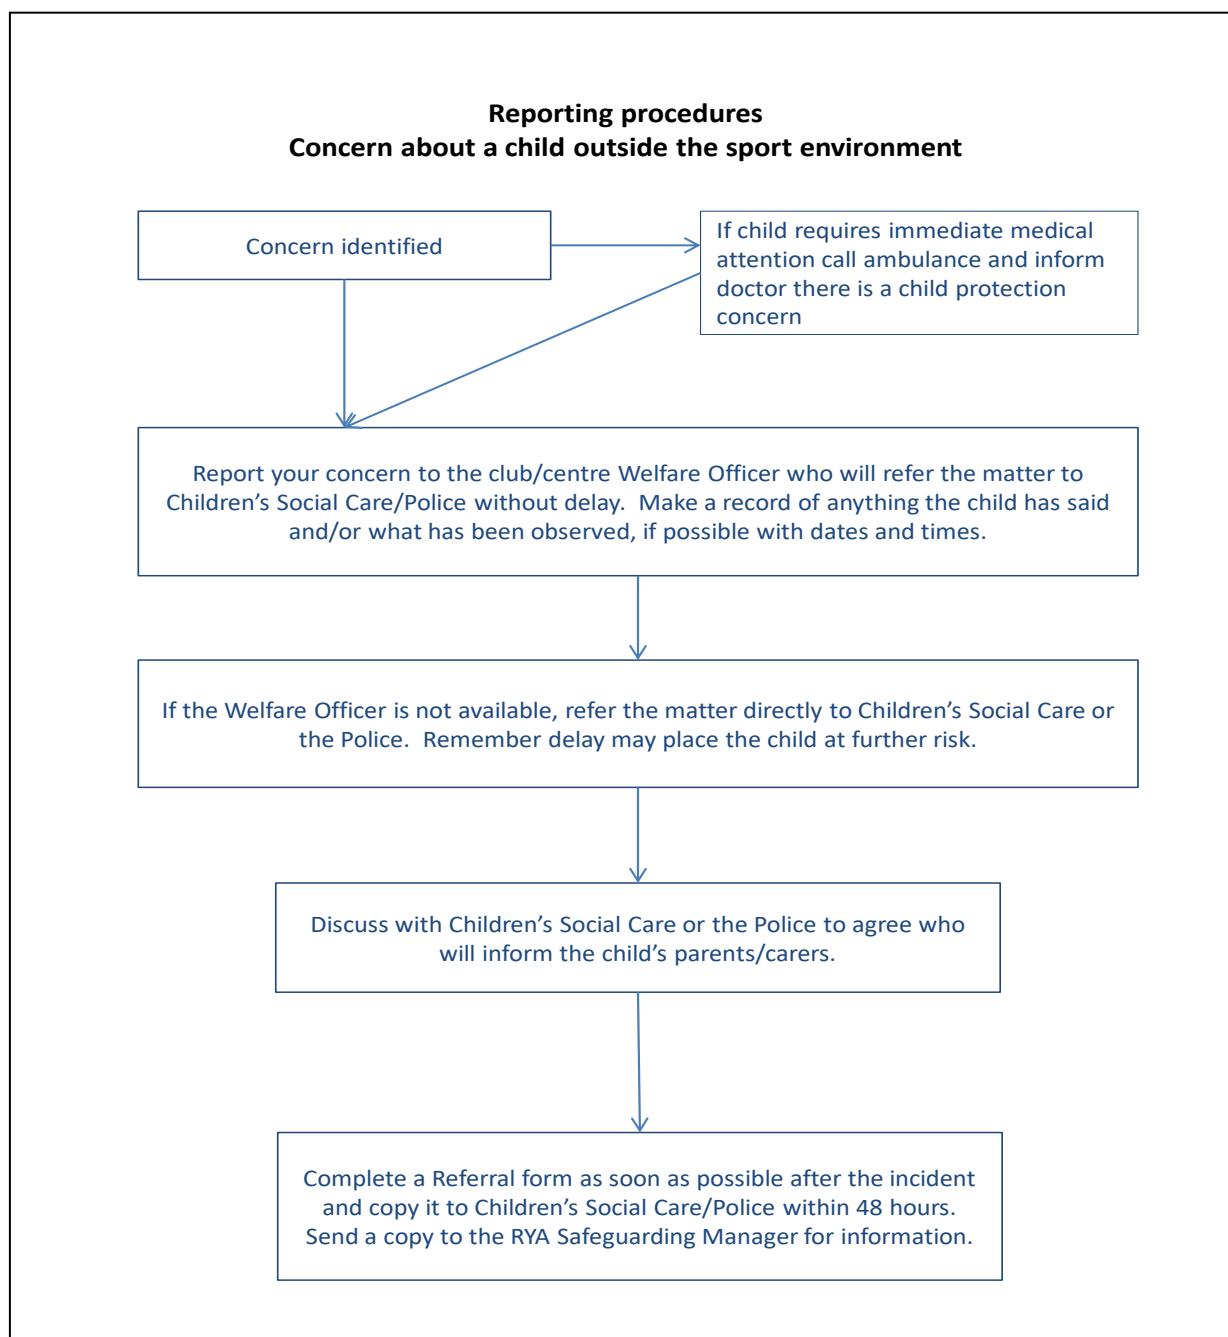 Reporting procedures
Concern about a child outside the sport environment
Concern identified
If child requires immediate medical
attention call ambulance and inform
doctor there is a child protection
concern
Report your concern to the club/centre Welfare Officer who will refer the matter to
Children’s Social Care/Police without delay.  Make a record of anything the child has said
and/or what has been observed, if possible with dates and times.
If the Welfare Officer is not available, refer the matter directly to Children’s Social Care or
the Police.  Remember delay may place the child at further risk.
Discuss with Children’s Social Care or the Police to agree who
will inform the child’s parents/carers.
Complete a Referral form as soon as possible after the incident
and copy it to Children’s Social Care/Police within 48 hours.
Send a copy to the RYA Safeguarding Manager for information.